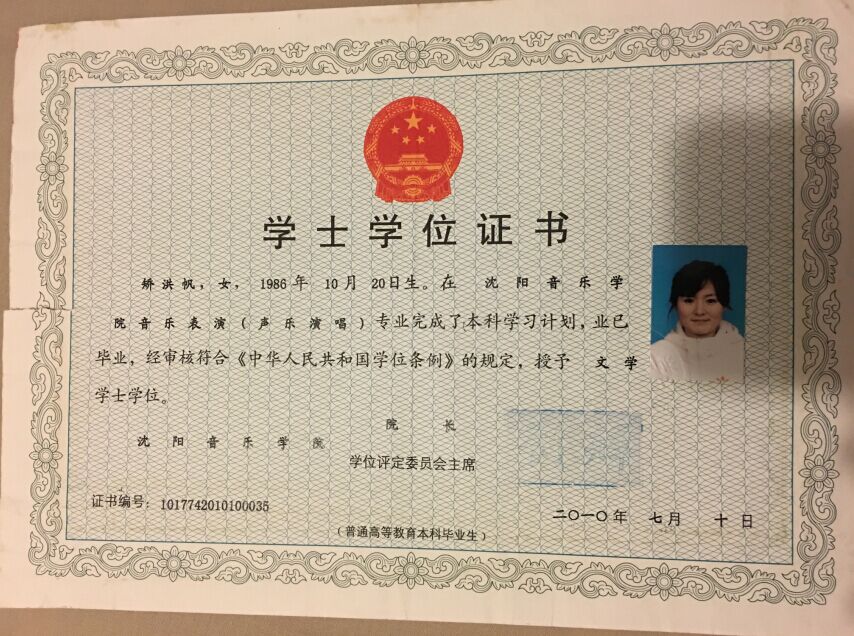 学士学位证书
矫洪帆，女，1986年10月20日生。在沈阳音乐学
院音乐表演（声乐演唱）专业完成了本科学习计划，业已
毕业，经审核符合《中华人民共和国学位条例》的规定，授予文学
学士学位。
沈阳音乐学院
院长
学位评定委员会主席
证书编号：1017742010100035
二〇一〇年七月十日
（普通高等教育本科毕业生）